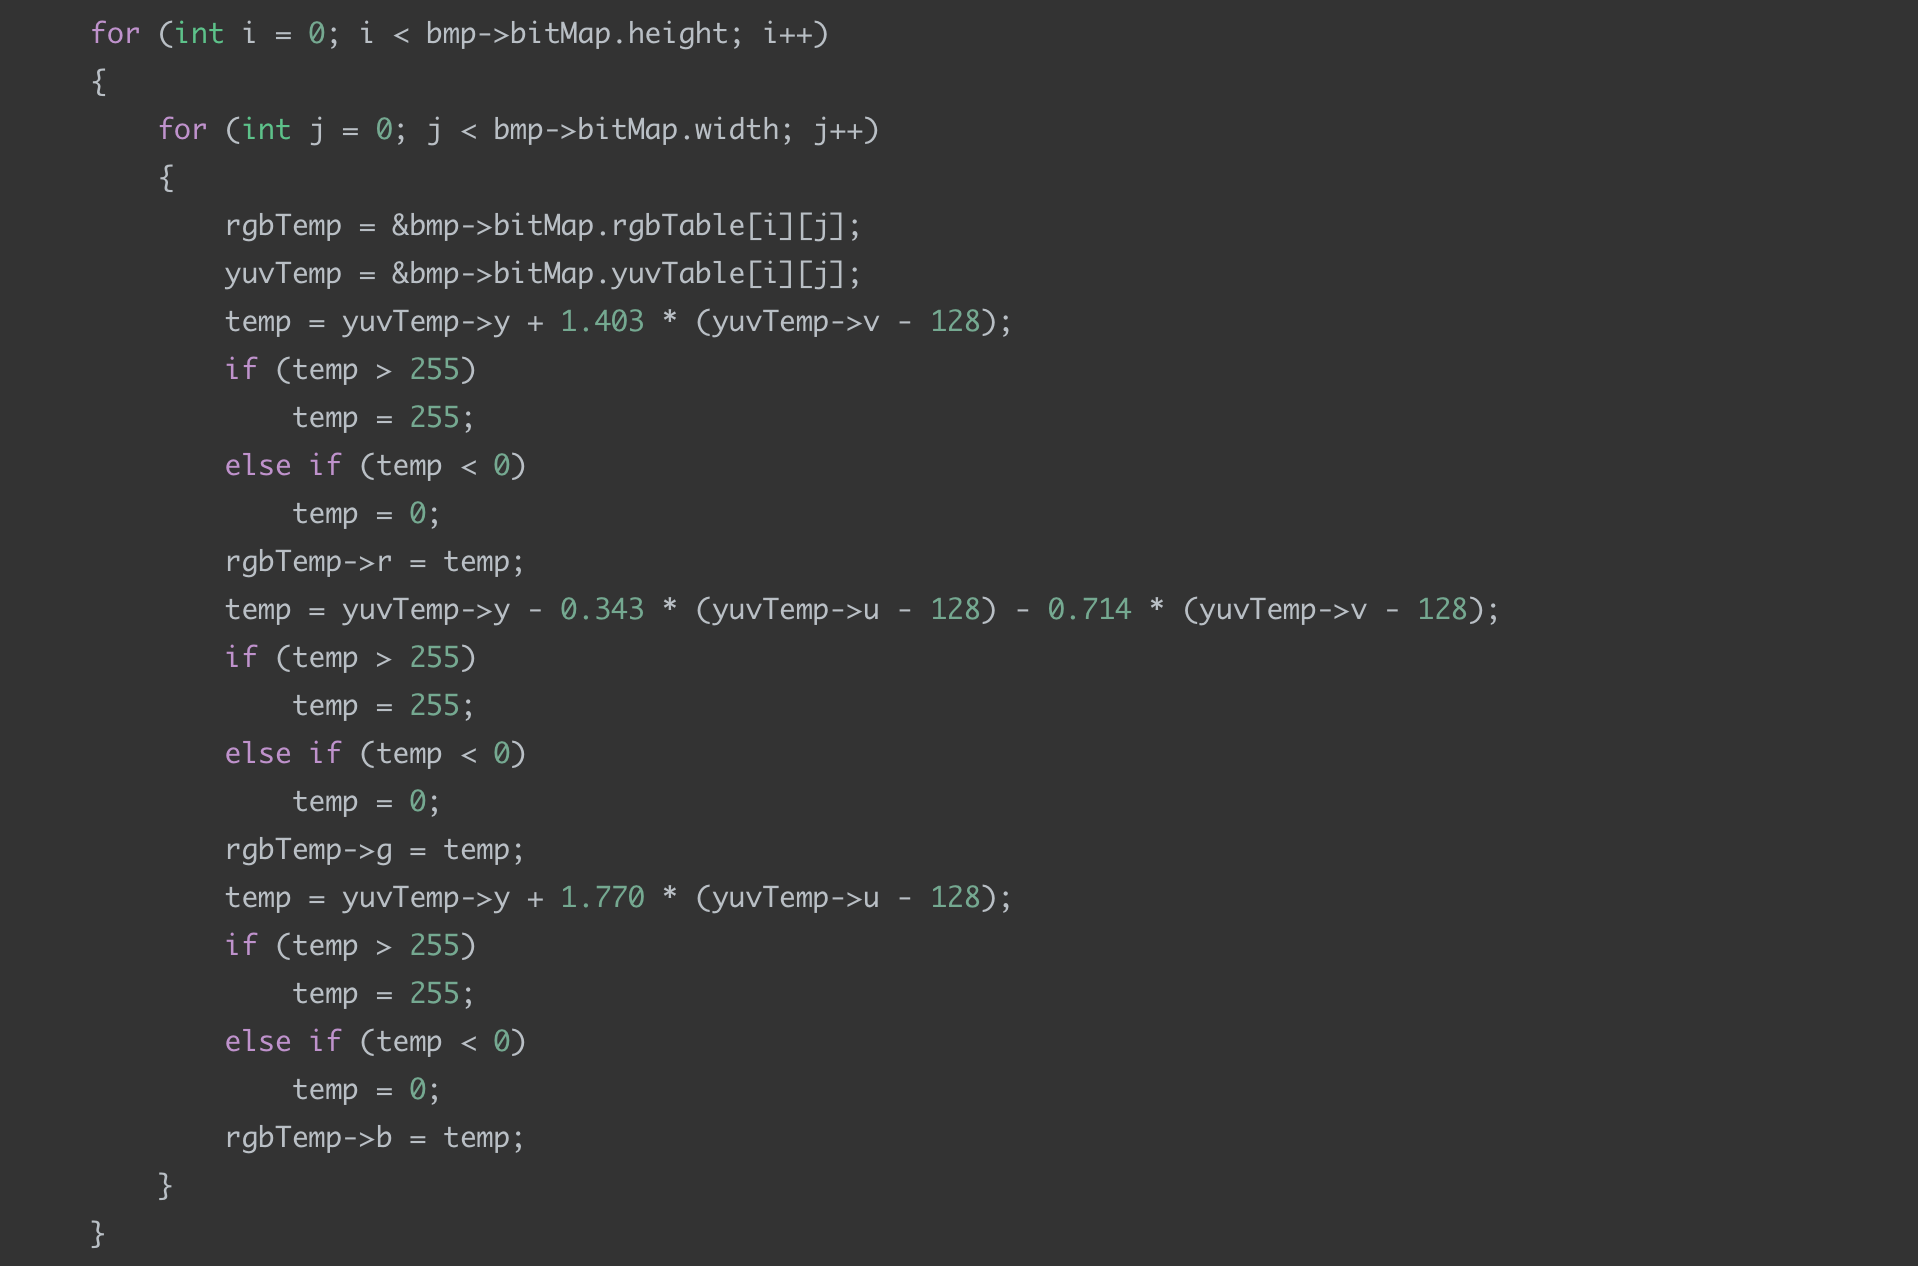 for (int i = 0; i < bmp->bitMap.height; i++)
{
    for (int j = 0; j < bmp->bitMap.width; j++)
    {
        rgbTemp = &bmp->bitMap.rgbTable[i][j];
        yuvTemp = &bmp->bitMap.yuvTable[i][j];
        temp = yuvTemp->y + 1.403 * (yuvTemp->v - 128);
        if (temp > 255)
            temp = 255;
        else if (temp < 0)
            temp = 0;
        rgbTemp->r = temp;
        temp = yuvTemp->y - 0.343 * (yuvTemp->u - 128) - 0.714 * (yuvTemp->v - 128);
        if (temp > 255)
            temp = 255;
        else if (temp < 0)
            temp = 0;
        rgbTemp->g = temp;
        temp = yuvTemp->y + 1.770 * (yuvTemp->u - 128);
        if (temp > 255)
            temp = 255;
        else if (temp < 0)
            temp = 0;
        rgbTemp->b = temp;
    }
}